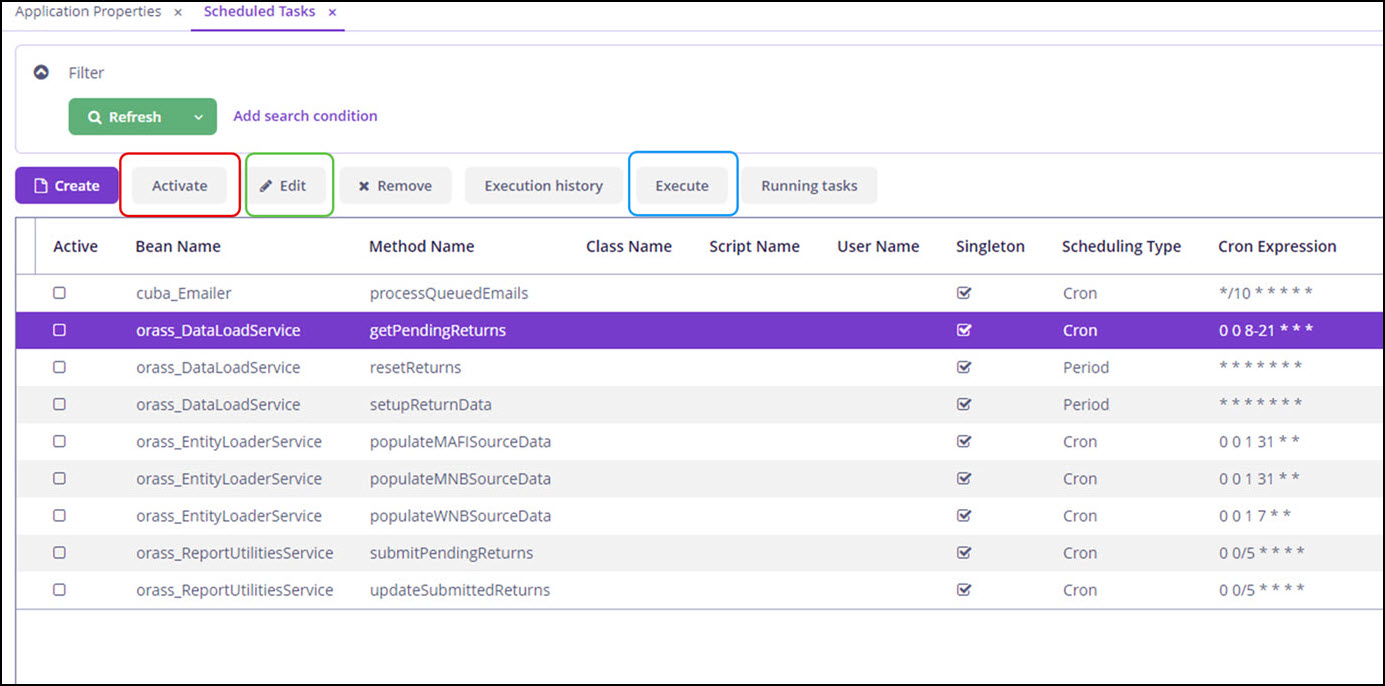 Application Properties × Scheduled Tasks ×
Filter
Refresh Add search condition
Create Activate Edit Remove Execution history Execute Running tasks
Active Bean Name Method Name Class Name Script Name User Name Singleton Scheduling Type Cron Expression
cuba_Emailer processQueuedEmails Cron */10 * * * * *
orass_DataLoadService getPendingReturns Cron 0 0 8-21 * * *
orass_DataLoadService resetReturns Period * * * * * * *
orass_DataLoadService setupReturnData Period * * * * * * *
orass_EntityLoaderService populateMAFISourceData Cron 0 0 1 31 * *
orass_EntityLoaderService populateMNBSourceData Cron 0 0 1 31 * *
orass_EntityLoaderService populateWNBSourceData Cron 0 0 1 7 * *
orass_ReportUtilitiesService submitPendingReturns Cron 0 0/5 * * * *
orass_ReportUtilitiesService updateSubmittedReturns Cron 0 0/5 * * * *